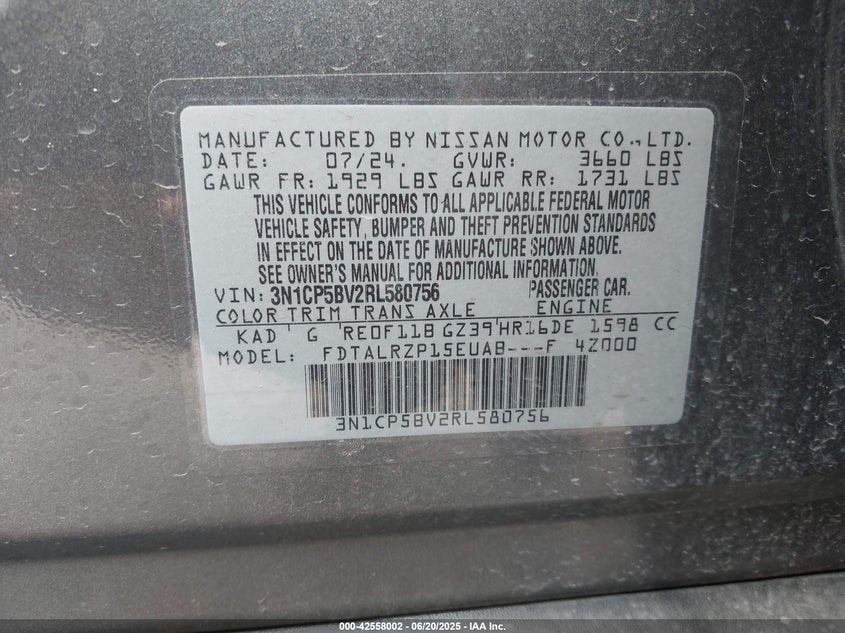 MANUFACTURED BY NISSAN MOTOR CO., LTD.
DATE: 07/24. GVWR: 3660 LBS
GAWR FR: 1929 LBS GAWR RR: 1731 LBS
THIS VEHICLE CONFORMS TO ALL APPLICABLE FEDERAL MOTOR
VEHICLE SAFETY, BUMPER AND THEFT PREVENTION STANDARDS
IN EFFECT ON THE DATE OF MANUFACTURE SHOWN ABOVE.
SEE OWNER'S MANUAL FOR ADDITIONAL INFORMATION.
VIN: 3N1CP5BV2RL580756 PASSENGER CAR.
COLOR TRIM TRANS AXLE ENGINE
KAD G RE0F11B GZ39 HR16DE 1598 CC
MODEL: FDTALRZP15EUAB---F 4Z000
3N1CP5BV2RL580756
000-42558002 | 06/20/2025 - IAA Inc.